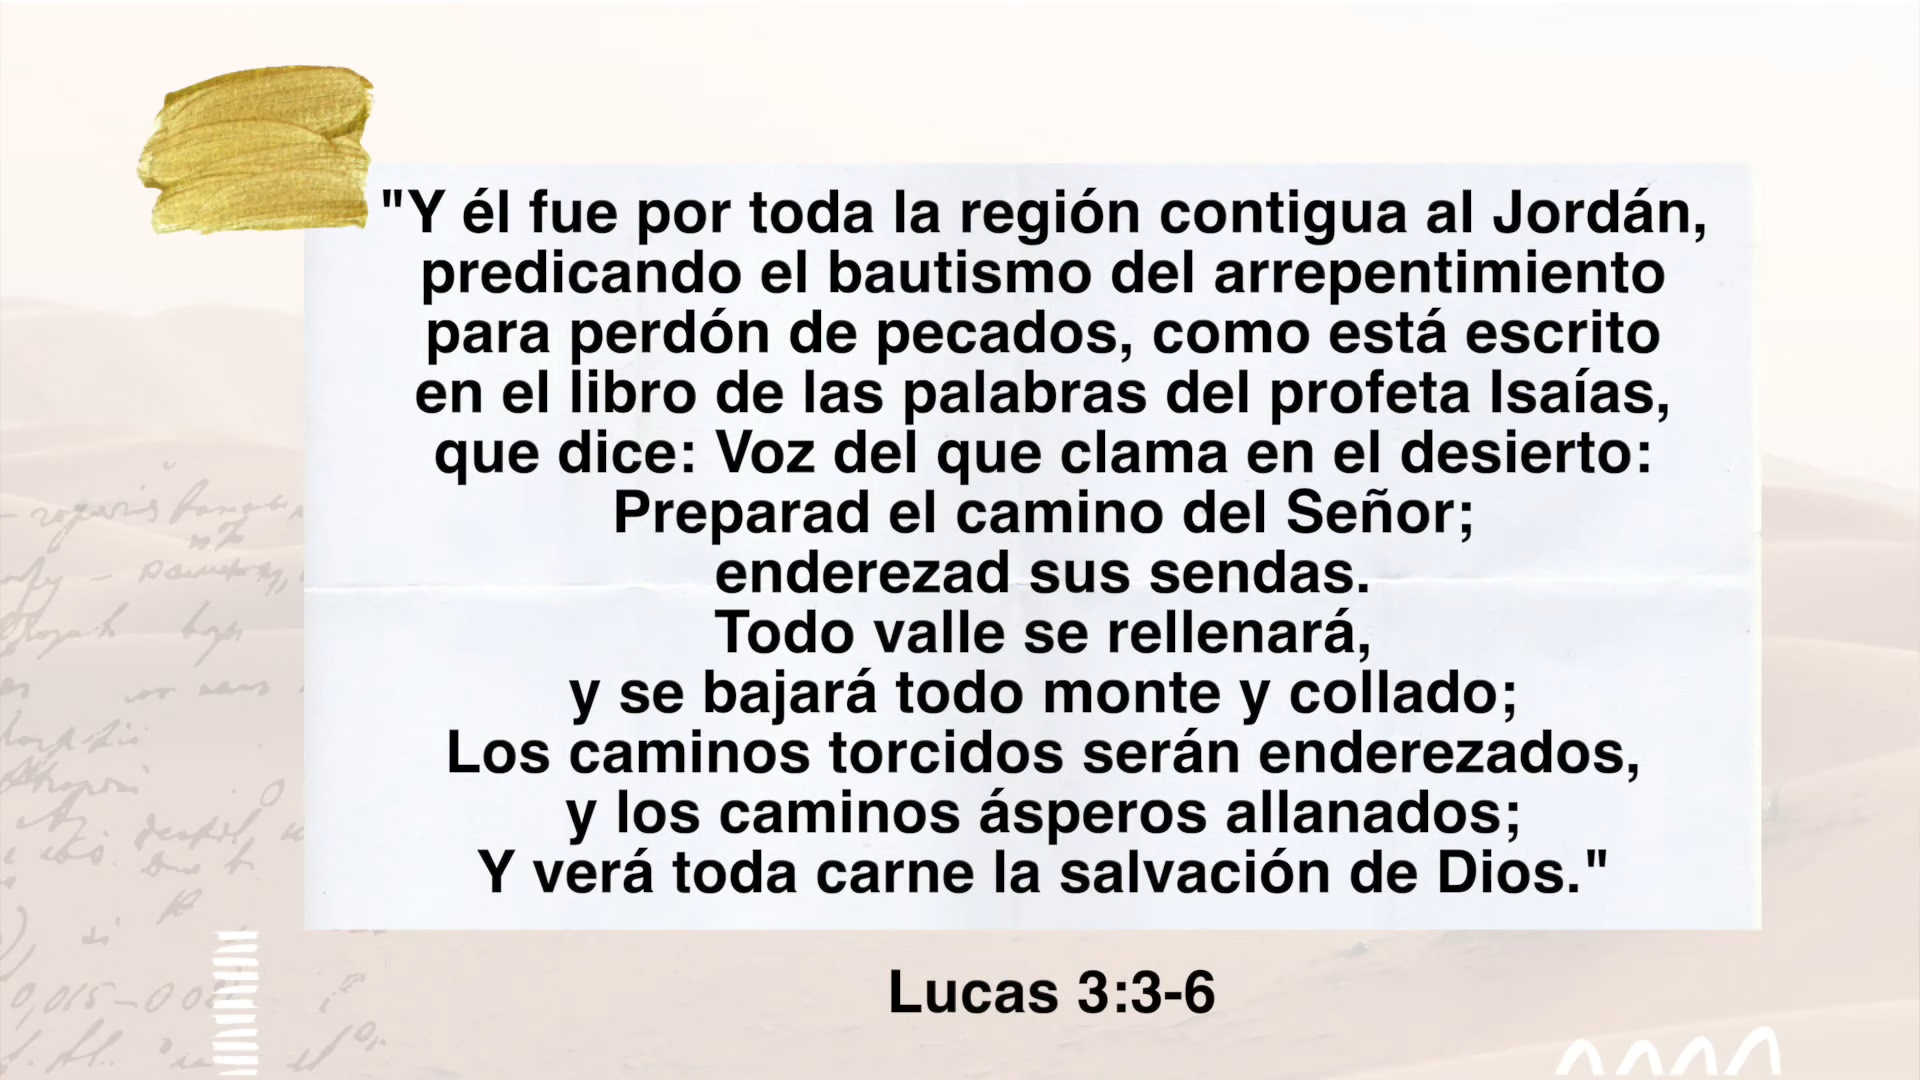 "Y él fue por toda la región contigua al Jordán,
predicando el bautismo del arrepentimiento
para perdón de pecados, como está escrito
en el libro de las palabras del profeta Isaías,
que dice: Voz del que clama en el desierto:
Preparad el camino del Señor;
enderezad sus sendas.
Todo valle se rellenará,
y se bajará todo monte y collado;
Los caminos torcidos serán enderezados,
y los caminos ásperos allanados;
Y verá toda carne la salvación de Dios."
Lucas 3:3-6